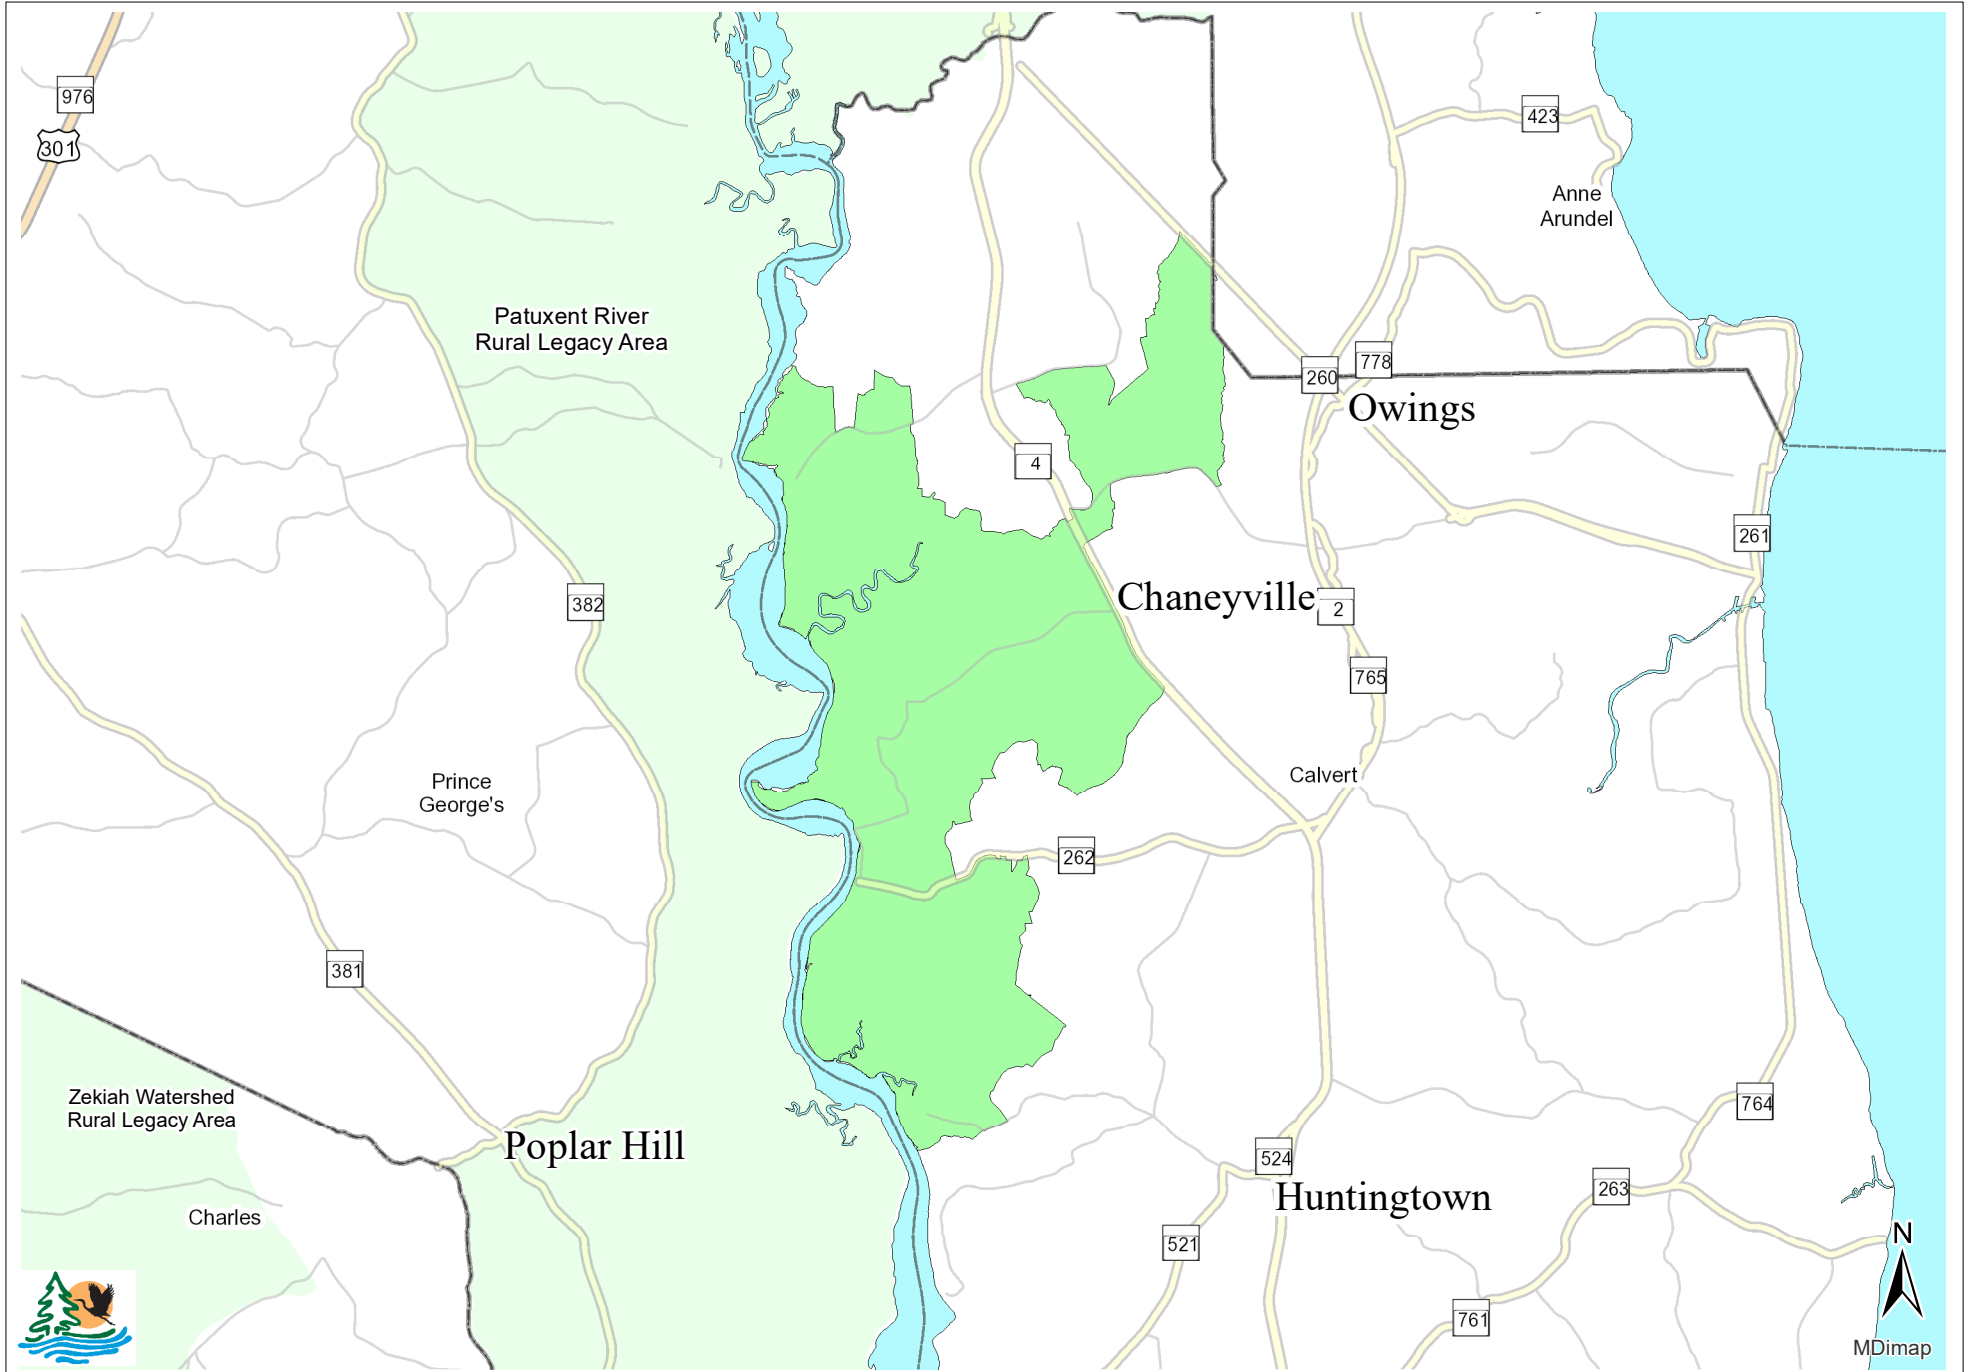 976
301
423
Anne
Arundel
Patuxent River
Rural Legacy Area
778
260
Owings
4
261
382
Chaneyville
2
765
Prince
George's
Calvert
262
381
Zekiah Watershed
Rural Legacy Area
764
Poplar Hill
524
263
Huntingtown
Charles
521
N
761
MDimap